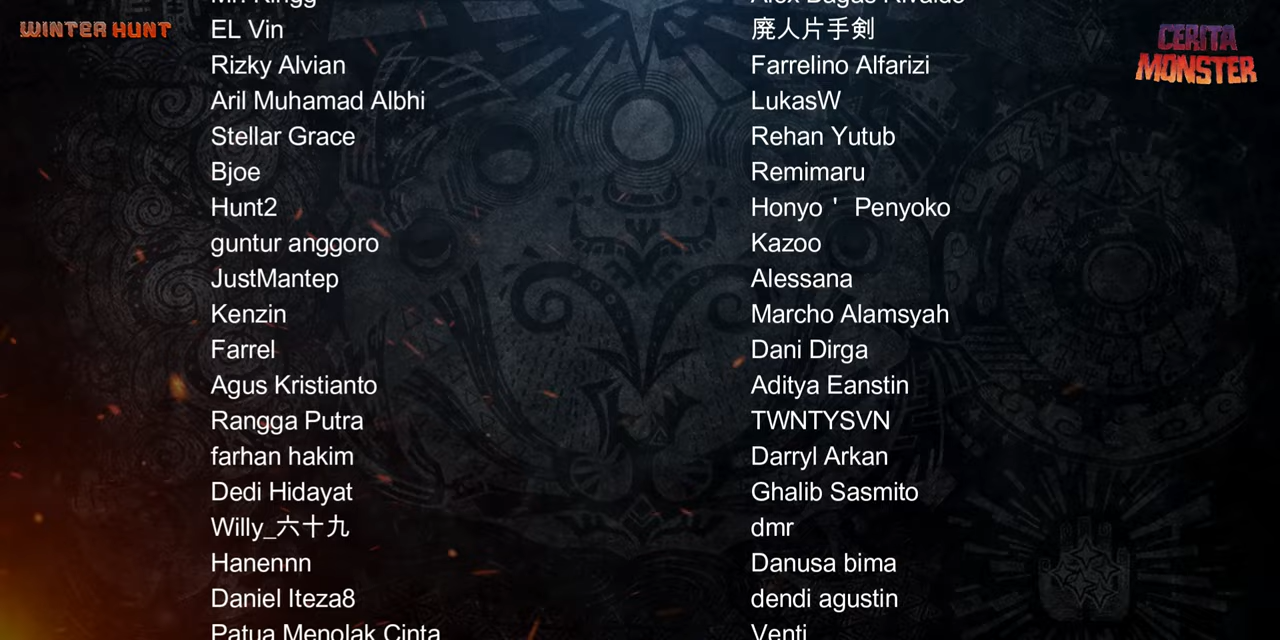 WINTER HUNT
CERITA
MONSTER
EL Vin
Rizky Alvian
Aril Muhamad Albhi
Stellar Grace
Bjoe
Hunt2
guntur anggoro
JustMantep
Kenzin
Farrel
Agus Kristianto
Rangga Putra
farhan hakim
Dedi Hidayat
Willy_六十九
Hanennn
Daniel Iteza8
Patua Menolak Cinta
廃人片手剣
Farrelino Alfarizi
LukasW
Rehan Yutub
Remimaru
Honyo ' Penyoko
Kazoo
Alessana
Marcho Alamsyah
Dani Dirga
Aditya Eanstin
TWNTYSVN
Darryl Arkan
Ghalib Sasmito
dmr
Danusa bima
dendi agustin
Venti